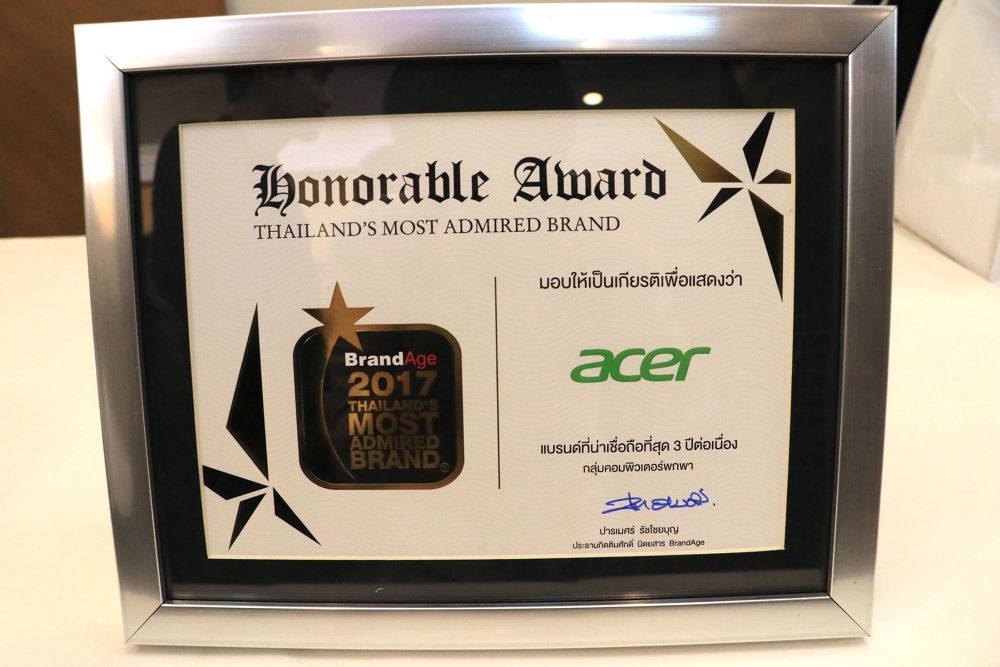 Honorable Award
THAILAND'S MOST ADMIRED BRAND
BrandAge
2017
THAILAND'S
MOST
ADMIRED
BRAND®
มอบให้เป็นเกียรติเพื่อแสดงว่า
acer
แบรนด์ที่น่าเชื่อถือที่สุด 3 ปีต่อเนื่อง
กลุ่มคอมพิวเตอร์พกพา
ปารเมศร์ รัชไชยบุญ
ประธานกิตติมศักดิ์ นิตยสาร BrandAge